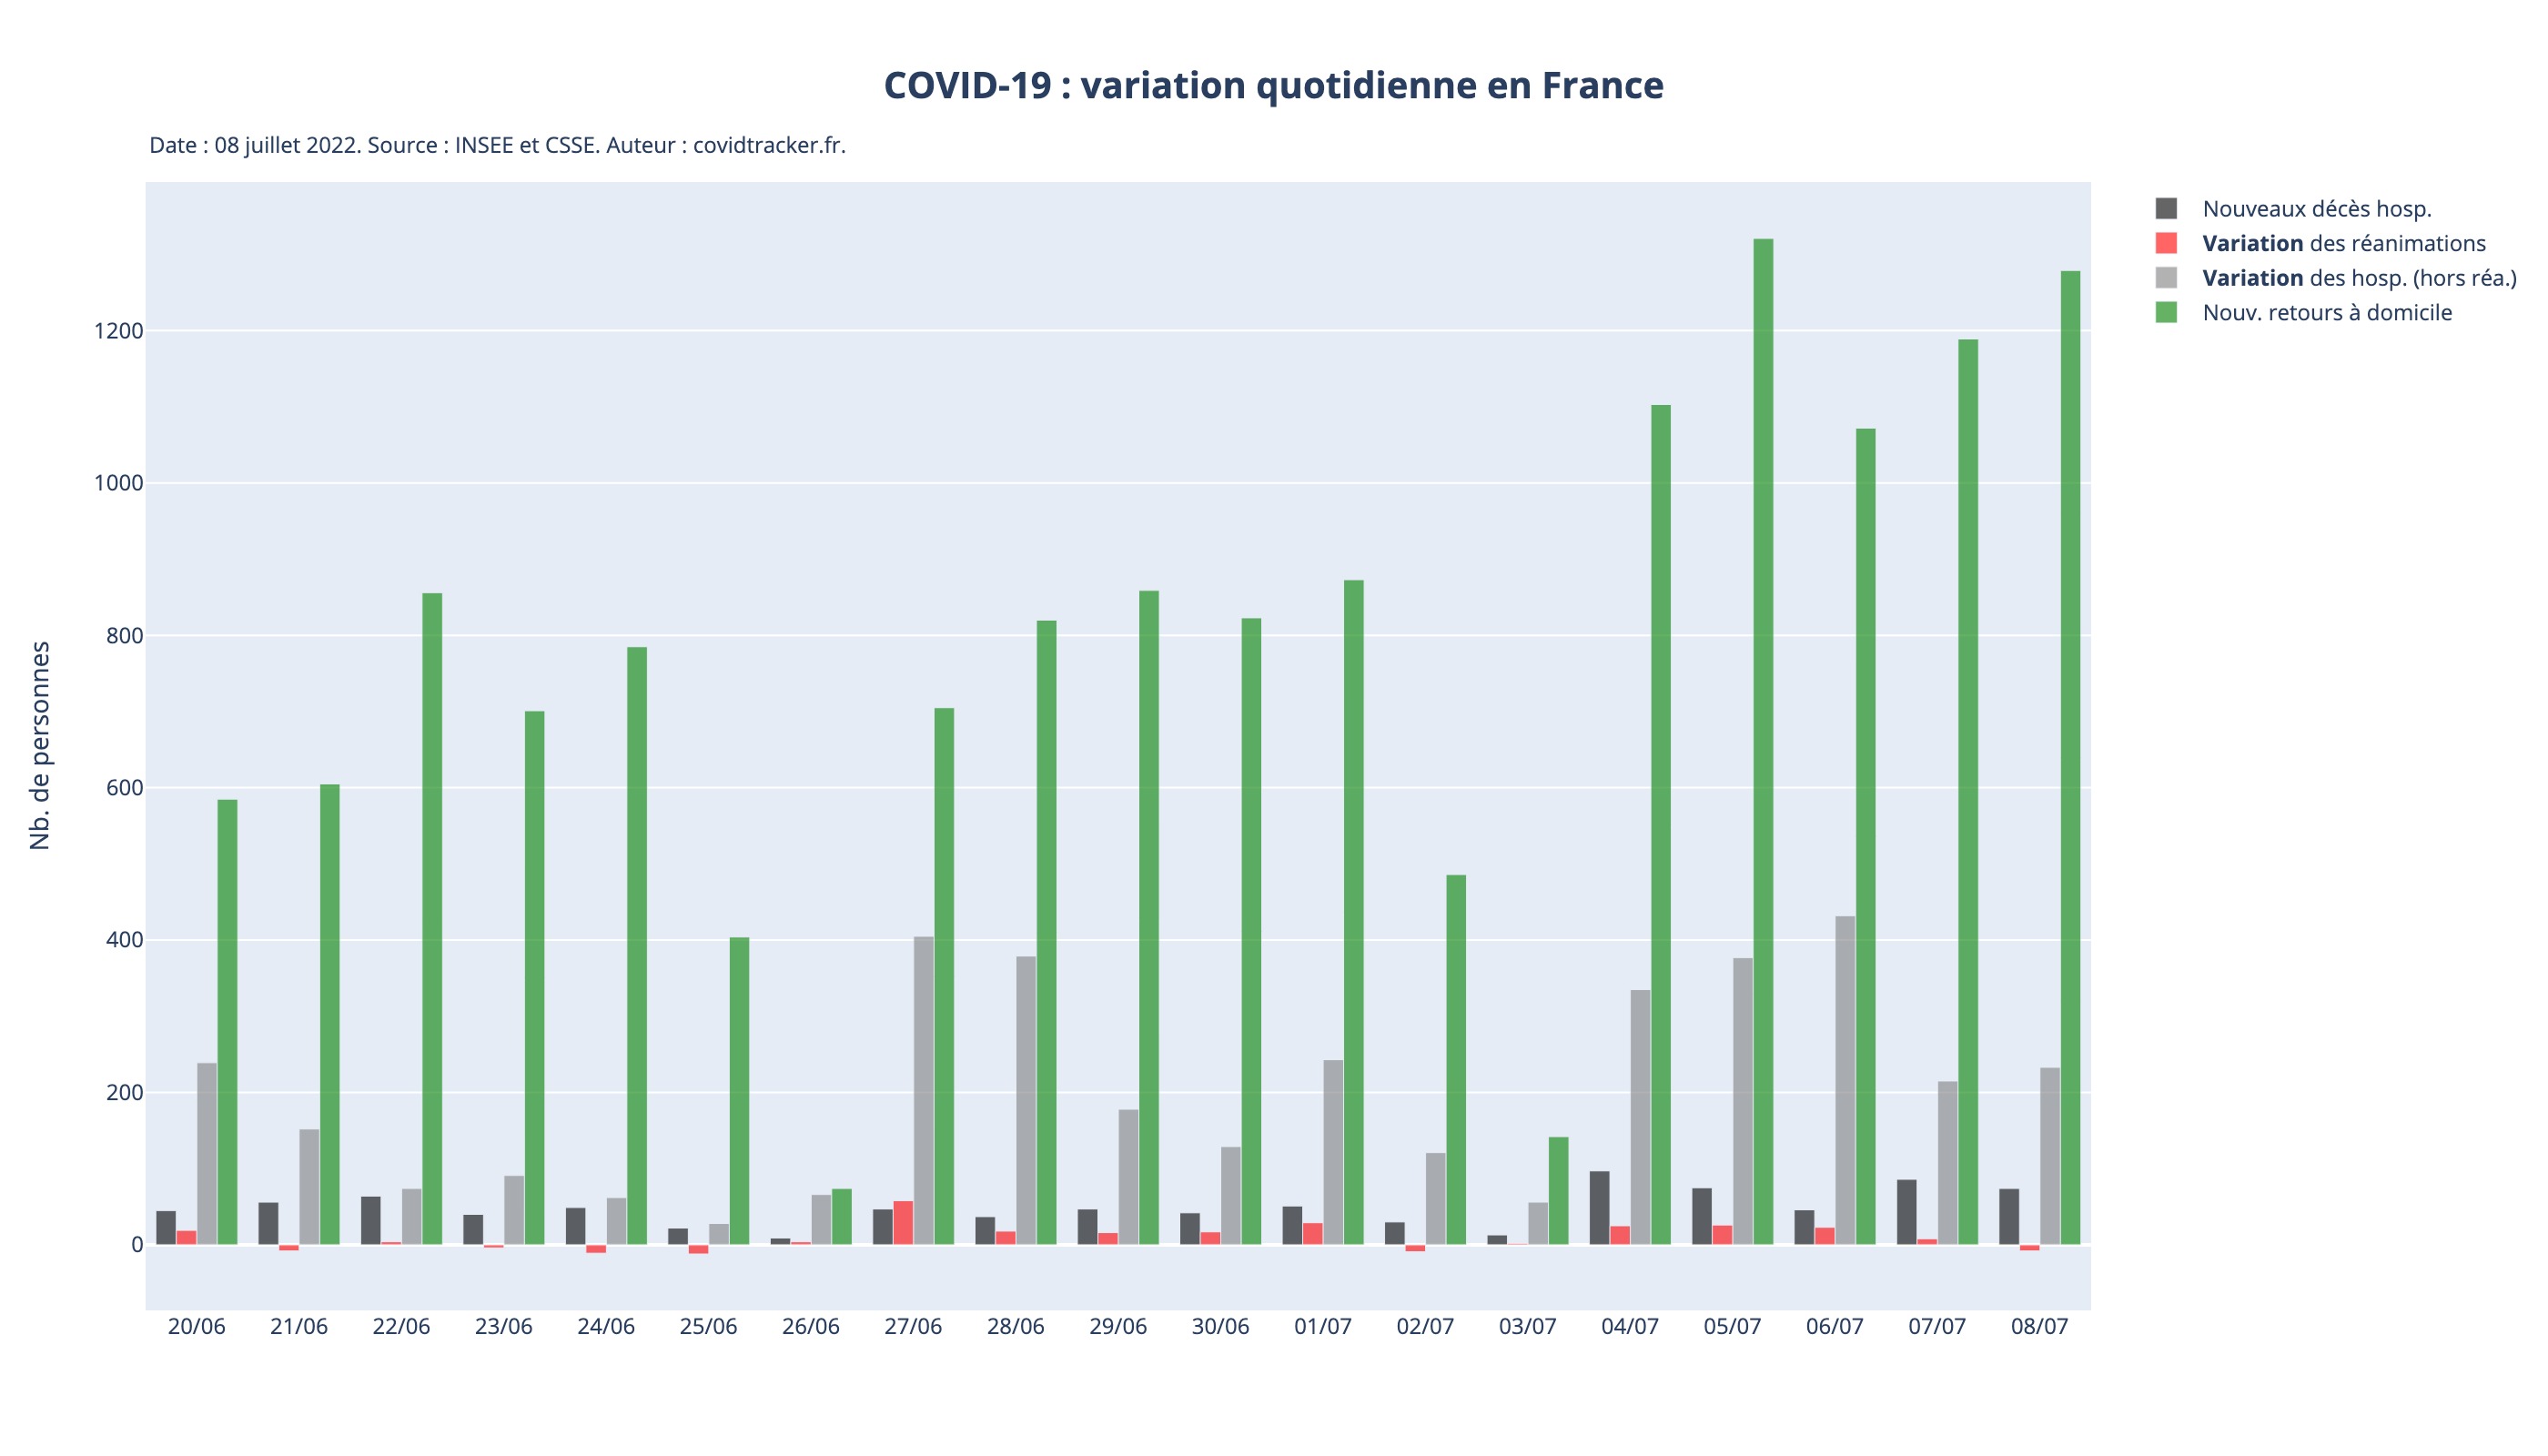 COVID-19 : variation quotidienne en France
Date : 08 juillet 2022. Source : INSEE et CSSE. Auteur : covidtracker.fr.
Nouveaux décès hosp.
Variation des réanimations
Variation des hosp. (hors réa.)
Nouv. retours à domicile
Nb. de personnes
1200
1000
800
600
400
200
0
20/06 21/06 22/06 23/06 24/06 25/06 26/06 27/06 28/06 29/06 30/06 01/07 02/07 03/07 04/07 05/07 06/07 07/07 08/07